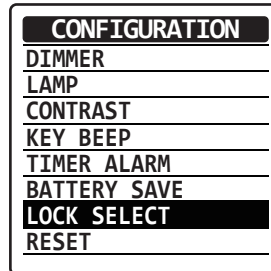 CONFIGURATION
DIMMER
LAMP
CONTRAST
KEY BEEP
TIMER ALARM
BATTERY SAVE
LOCK SELECT
RESET